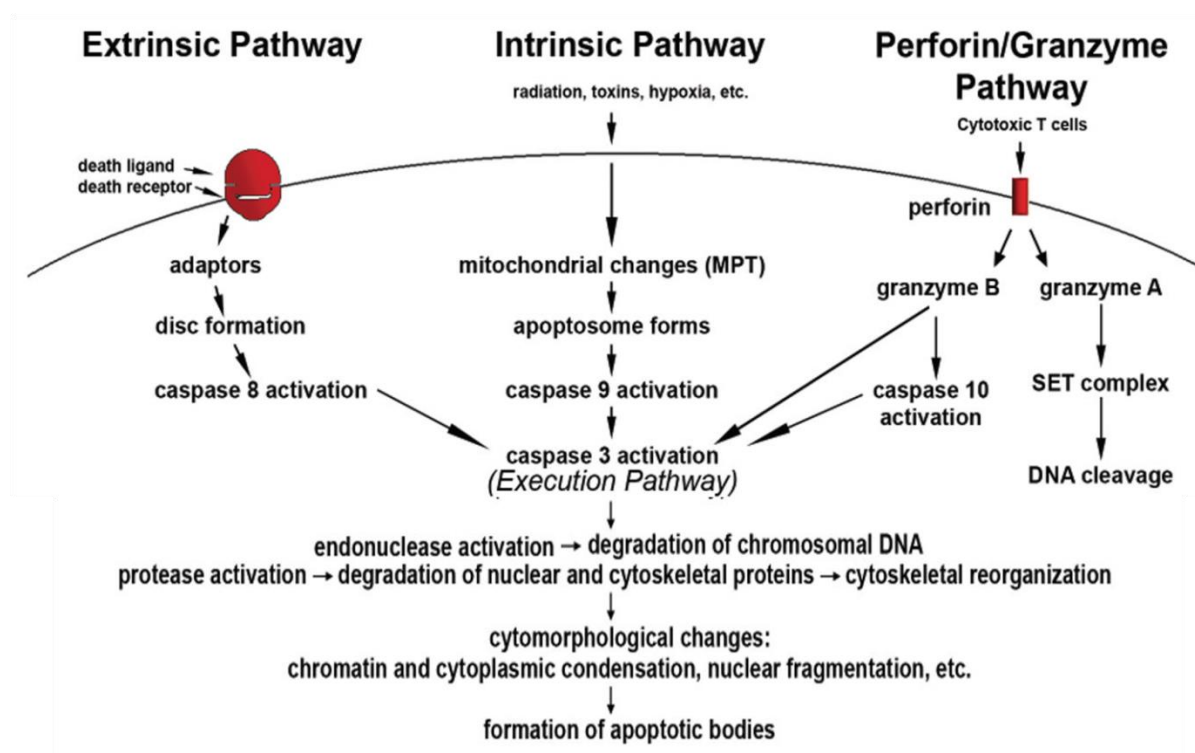 Extrinsic Pathway
Intrinsic Pathway
Perforin/Granzyme
Pathway
radiation, toxins, hypoxia, etc.
Cytotoxic T cells
death ligand
death receptor
perforin
adaptors
mitochondrial changes (MPT)
granzyme B
granzyme A
disc formation
apoptosome forms
caspase 8 activation
caspase 9 activation
caspase 10
activation
SET complex
caspase 3 activation
(Execution Pathway)
DNA cleavage
endonuclease activation → degradation of chromosomal DNA
protease activation → degradation of nuclear and cytoskeletal proteins → cytoskeletal reorganization
cytomorphological changes:
chromatin and cytoplasmic condensation, nuclear fragmentation, etc.
formation of apoptotic bodies